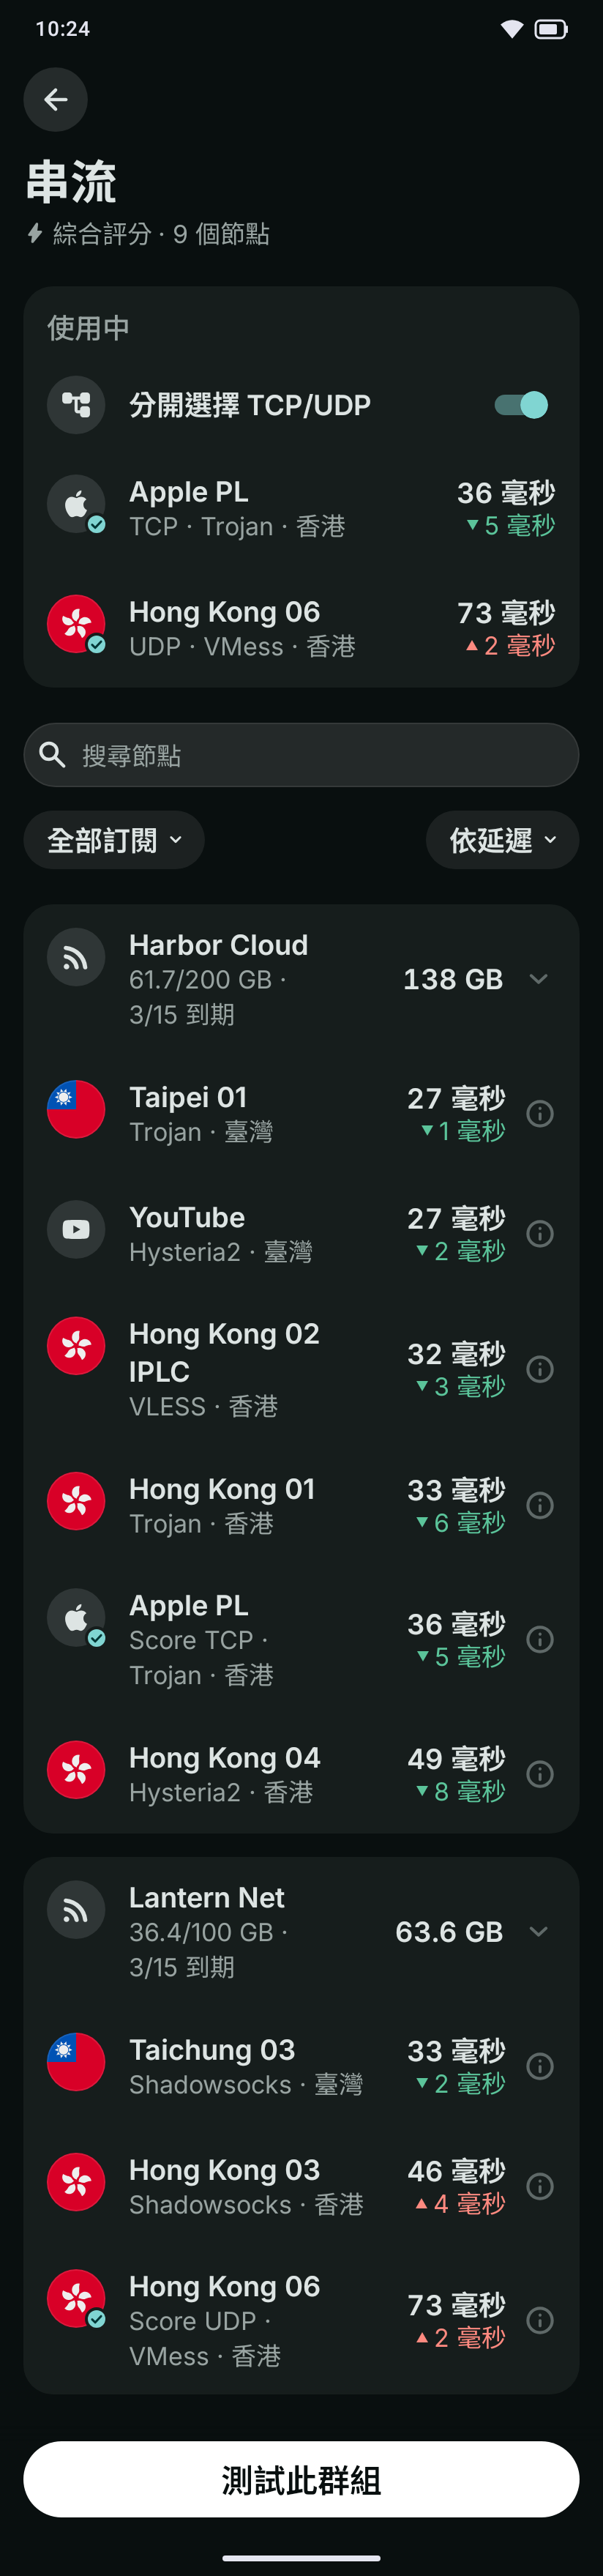 10:24
串流
綜合評分 · 9 個節點
使用中
分開選擇 TCP/UDP
Apple PL
36 毫秒
TCP · Trojan · 香港
▼5 毫秒
Hong Kong 06
73 毫秒
UDP · VMess · 香港
▲2 毫秒
搜尋節點
全部訂閱
依延遲
Harbor Cloud
61.7/200 GB ·
3/15 到期
138 GB
Taipei 01
27 毫秒
Trojan · 臺灣
▼1 毫秒
YouTube
27 毫秒
Hysteria2 · 臺灣
▼2 毫秒
Hong Kong 02
IPLC
32 毫秒
VLESS · 香港
▼3 毫秒
Hong Kong 01
33 毫秒
Trojan · 香港
▼6 毫秒
Apple PL
36 毫秒
Score TCP ·
Trojan · 香港
▼5 毫秒
Hong Kong 04
49 毫秒
Hysteria2 · 香港
▼8 毫秒
Lantern Net
36.4/100 GB ·
3/15 到期
63.6 GB
Taichung 03
33 毫秒
Shadowsocks · 臺灣
▼2 毫秒
Hong Kong 03
46 毫秒
Shadowsocks · 香港
▲4 毫秒
Hong Kong 06
73 毫秒
Score UDP ·
VMess · 香港
▲2 毫秒
測試此群組